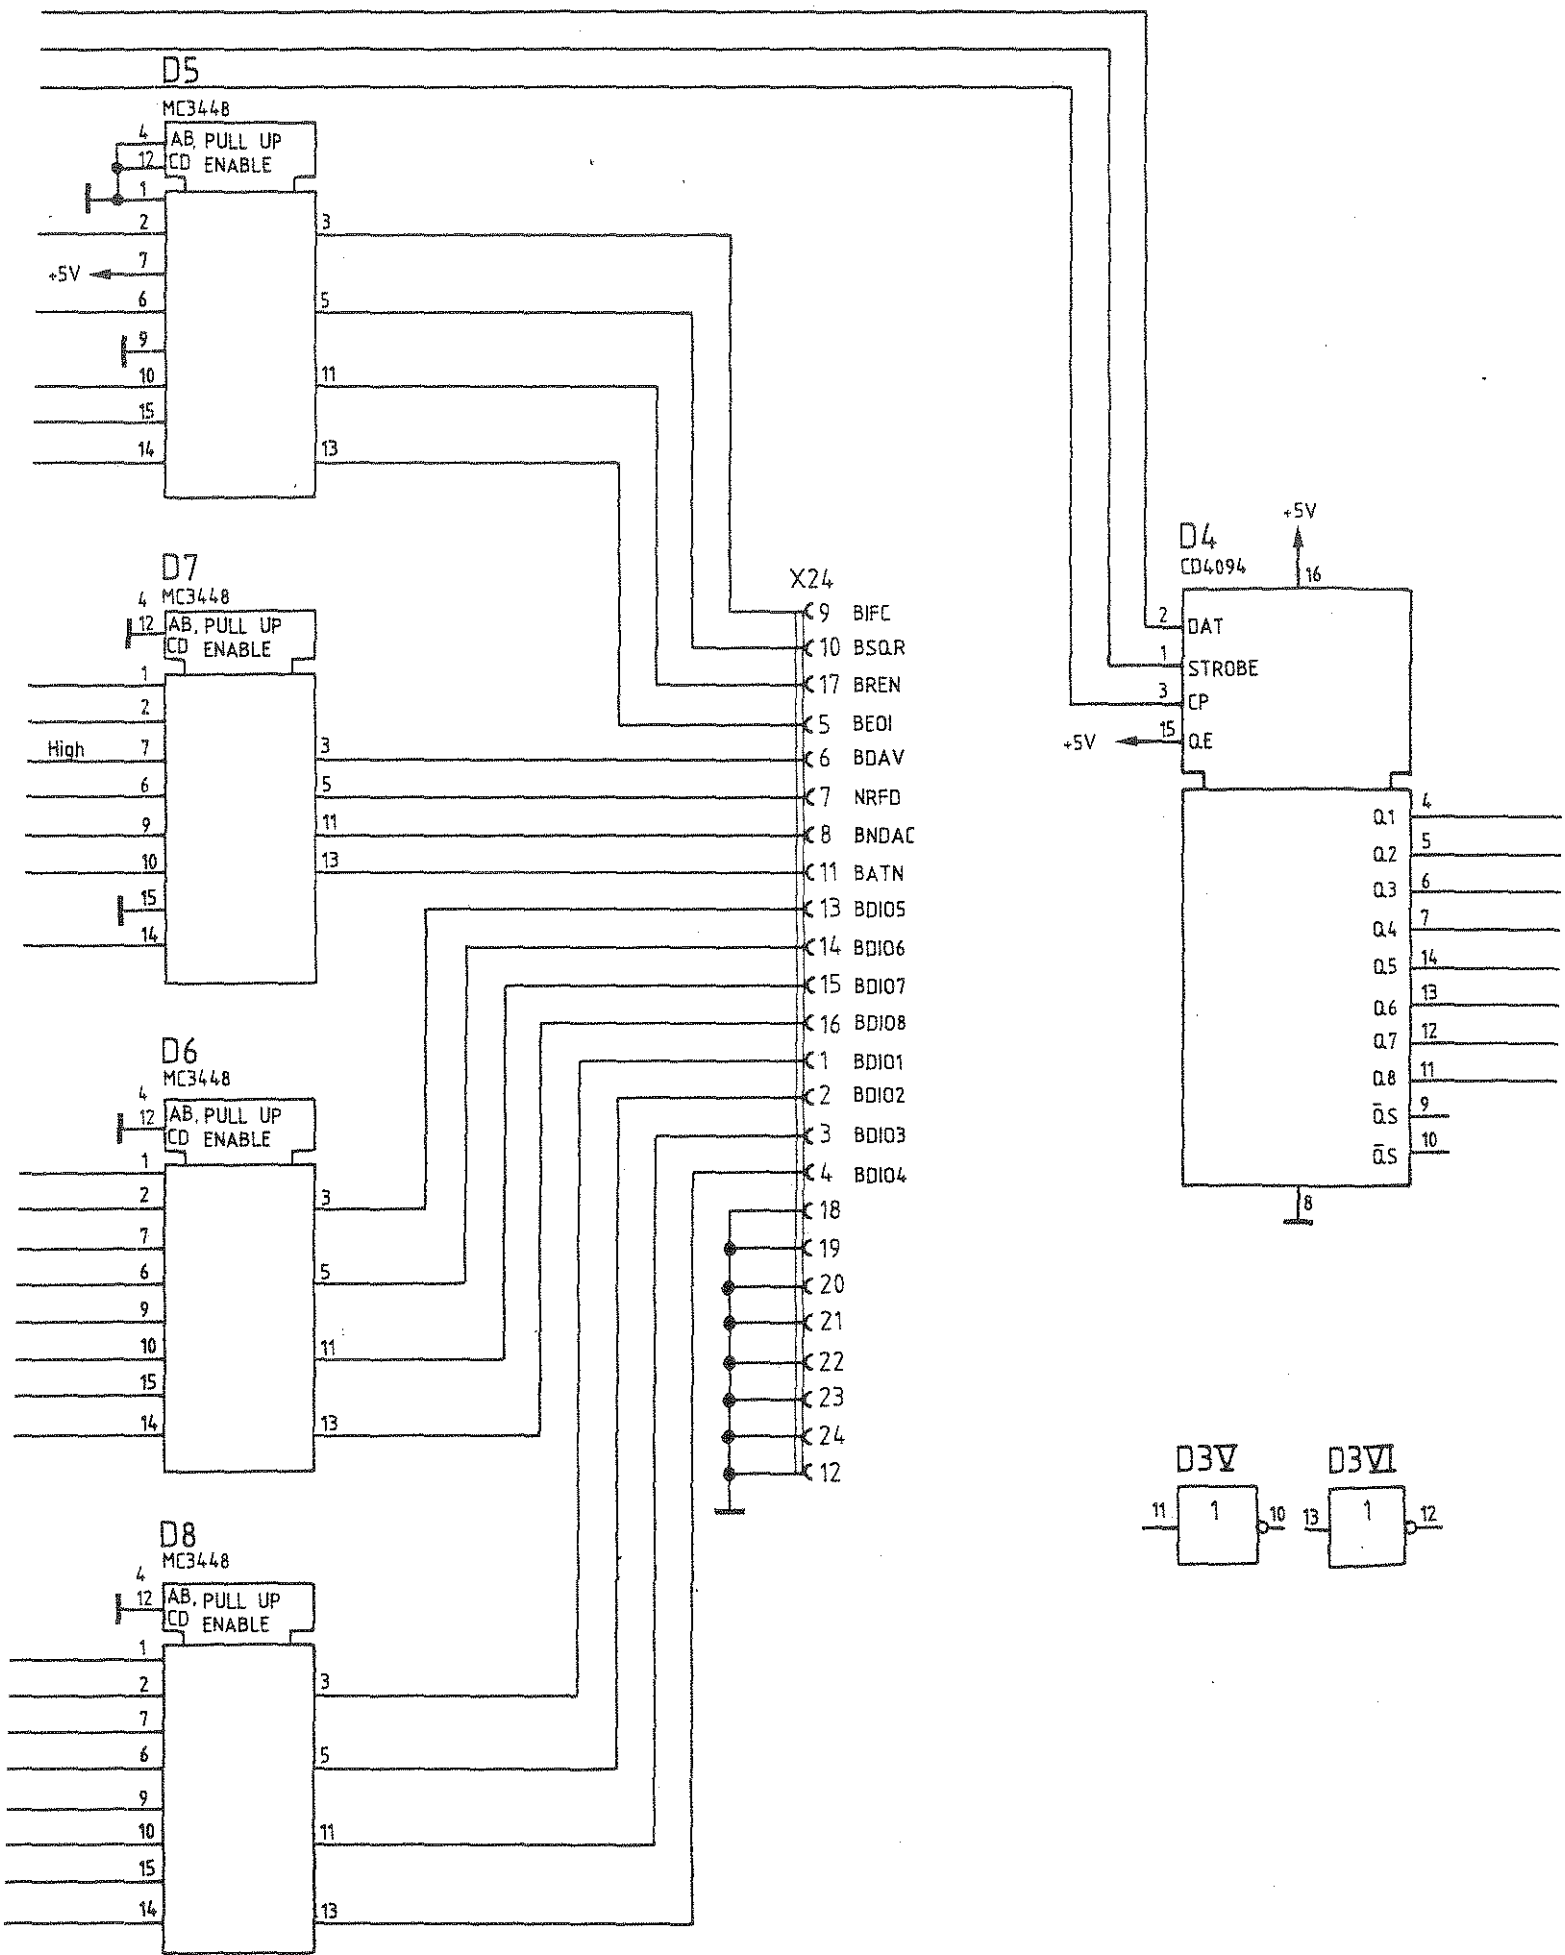 D5
MC3448
4 AB, PULL UP
12 CD ENABLE
1
2 3
+5V 7
6 5
9
10 11
15
14 13
D7
MC3448
4
12 AB, PULL UP
CD ENABLE
1
2
High 7 3
6 5
9 11
10 13
15
14
D6
MC3448
4
12 AB, PULL UP
CD ENABLE
1
2 3
7
6 5
9
10 11
15
14 13
D8
MC3448
4
12 AB, PULL UP
CD ENABLE
1
2 3
7
6 5
9
10 11
15
14 13
X24
9 BIFC
10 BSQR
17 BREN
5 BEOI
6 BDAV
7 NRFD
8 BNDAC
11 BATN
13 BDIO5
14 BDIO6
15 BDIO7
16 BDIO8
1 BDIO1
2 BDIO2
3 BDIO3
4 BDIO4
18
19
20
21
22
23
24
12
+5V
D4
CD4094
16
2 DAT
1 STROBE
3 CP
+5V 15 OE
Q1 4
Q2 5
Q3 6
Q4 7
Q5 14
Q6 13
Q7 12
Q8 11
Q̄S 9
Q̄S 10
8
D3V
11 1 10
D3VI
13 1 12